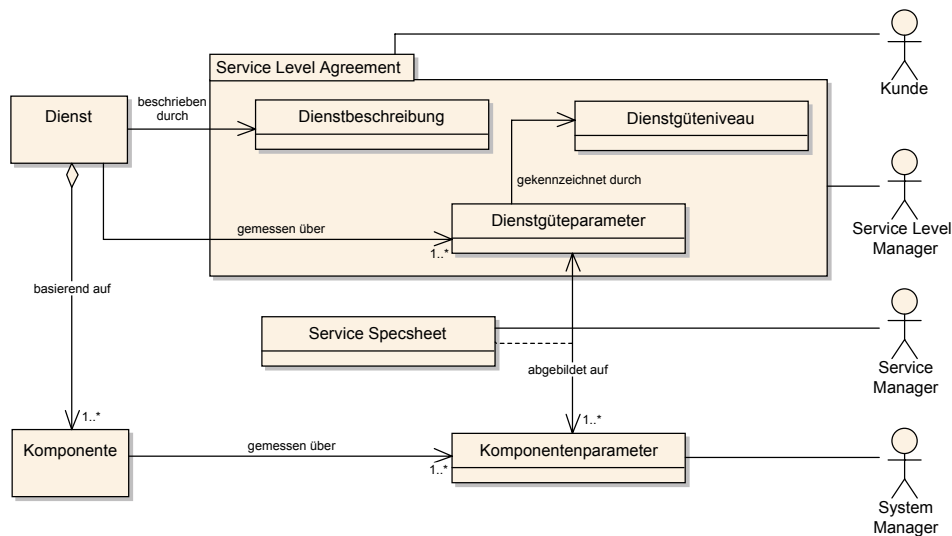 Service Level Agreement
Kunde
Dienst
beschrieben
durch
Dienstbeschreibung
Dienstgüteniveau
gekennzeichnet durch
Dienstgüteparameter
gemessen über
1..*
Service Level
Manager
basierend auf
Service Specsheet
abgebildet auf
Service
Manager
1..*
1..*
Komponente
gemessen über
1..*
Komponentenparameter
System
Manager